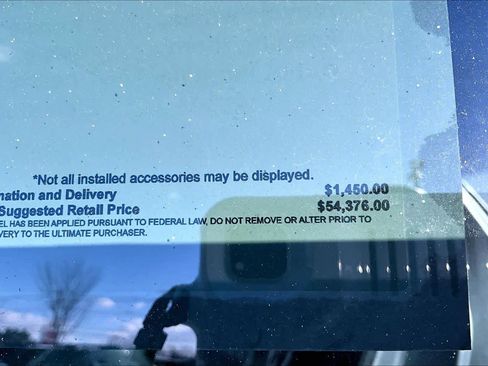 *Not all installed accessories may be displayed.
nation and Delivery $1,450.00
Suggested Retail Price $54,376.00
EL HAS BEEN APPLIED PURSUANT TO FEDERAL LAW, DO NOT REMOVE OR ALTER PRIOR TO
VERY TO THE ULTIMATE PURCHASER.